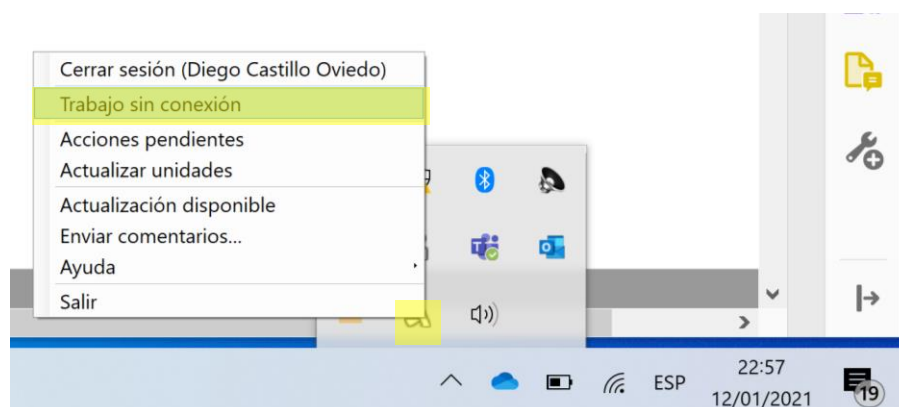 Cerrar sesión (Diego Castillo Oviedo)
Trabajo sin conexión
Acciones pendientes
Actualizar unidades
Actualización disponible
Enviar comentarios...
Ayuda
Salir
ESP
22:57
12/01/2021
19